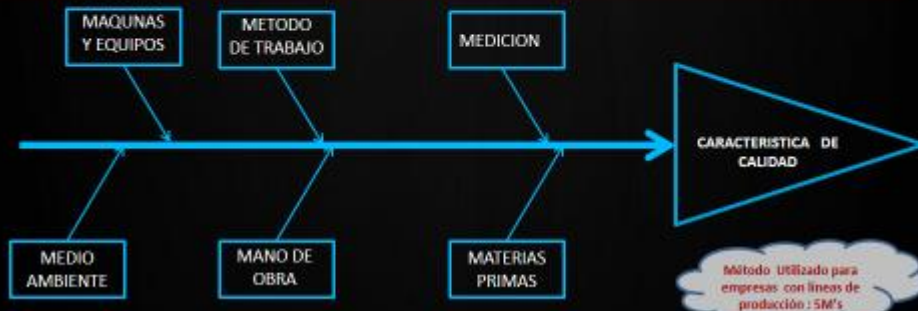 MAQUNAS
Y EQUIPOS
METODO
DE TRABAJO
MEDICION
CARACTERISTICA DE
CALIDAD
MEDIO
AMBIENTE
MANO DE
OBRA
MATERIAS
PRIMAS
Método Utilizado para
empresas con líneas de
producción : 5M's